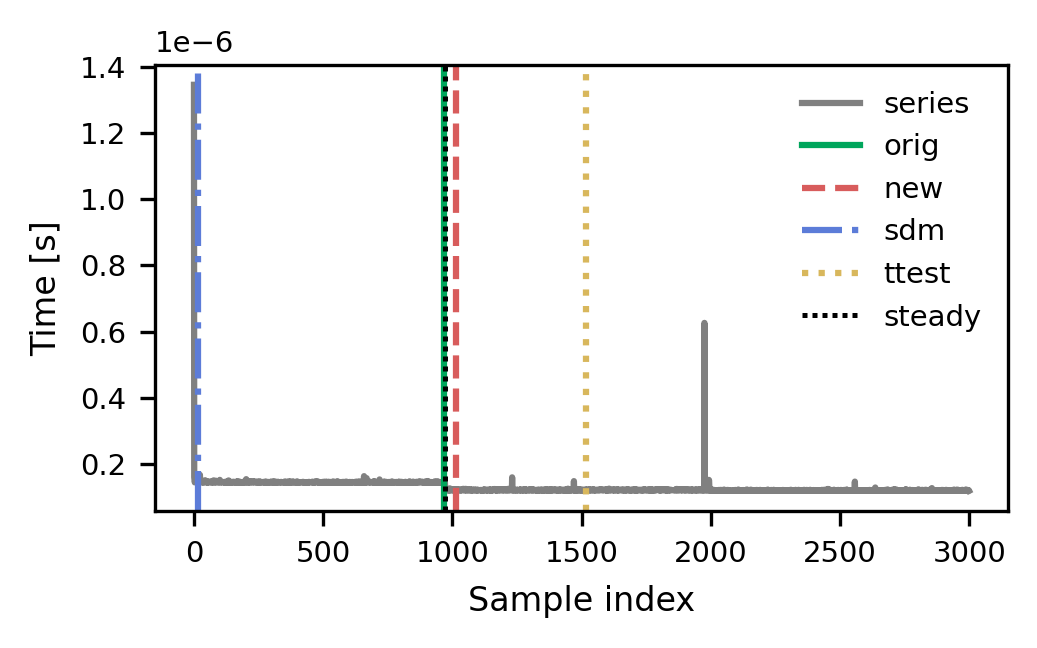 1e−6
1.4
1.2
1.0
0.8
0.6
0.4
0.2
Time [s]
series
orig
new
sdm
ttest
steady
0 500 1000 1500 2000 2500 3000
Sample index